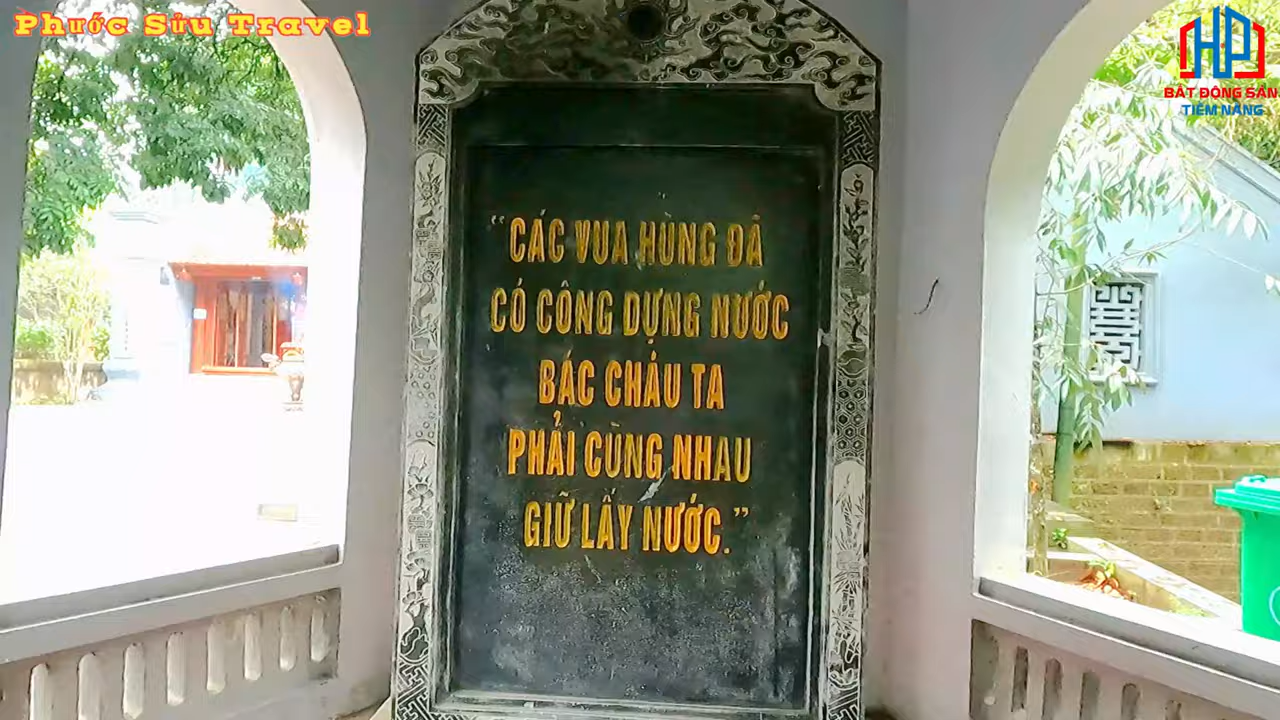 Phước Sửu Travel
BẤT ĐỘNG SẢN
TIỀM NĂNG
“CÁC VUA HÙNG ĐÃ
CÓ CÔNG DỰNG NƯỚC
BÁC CHÁU TA
PHẢI CÙNG NHAU
GIỮ LẤY NƯỚC.”